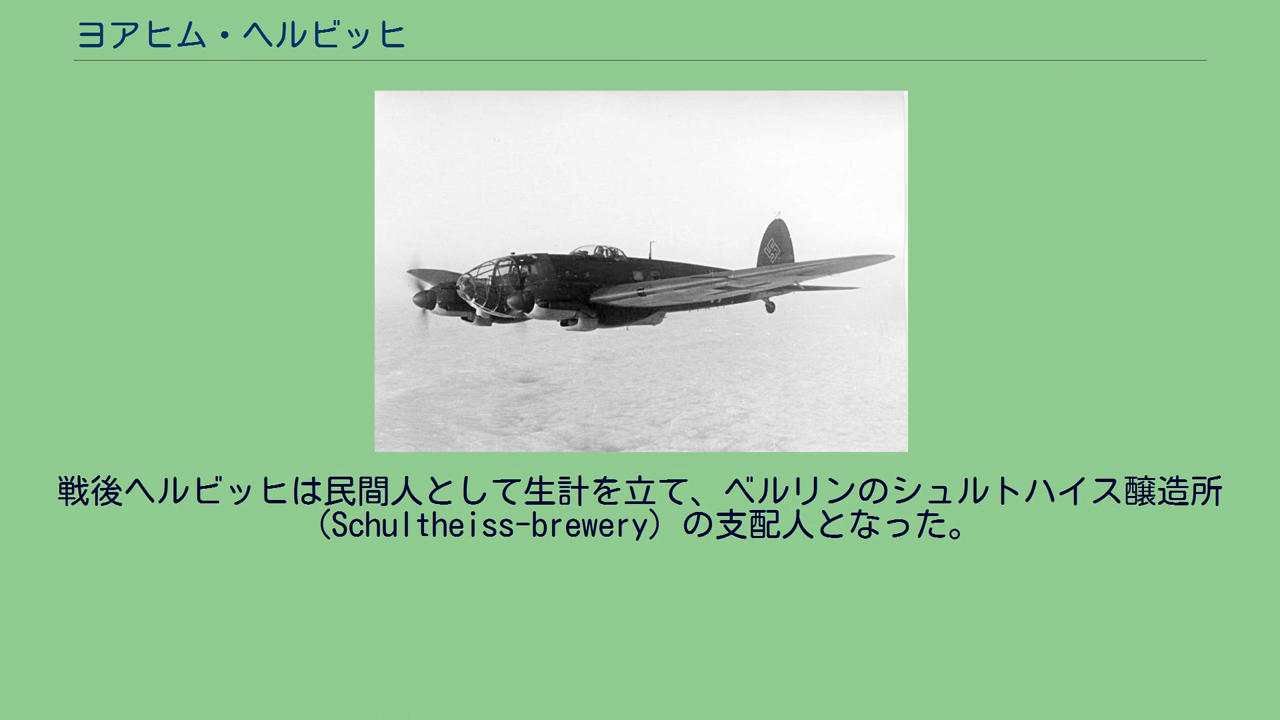 ヨアヒム・ヘルビッヒ
戦後ヘルビッヒは民間人として生計を立て、ベルリンのシュルトハイス醸造所
（Schultheiss-brewery）の支配人となった。